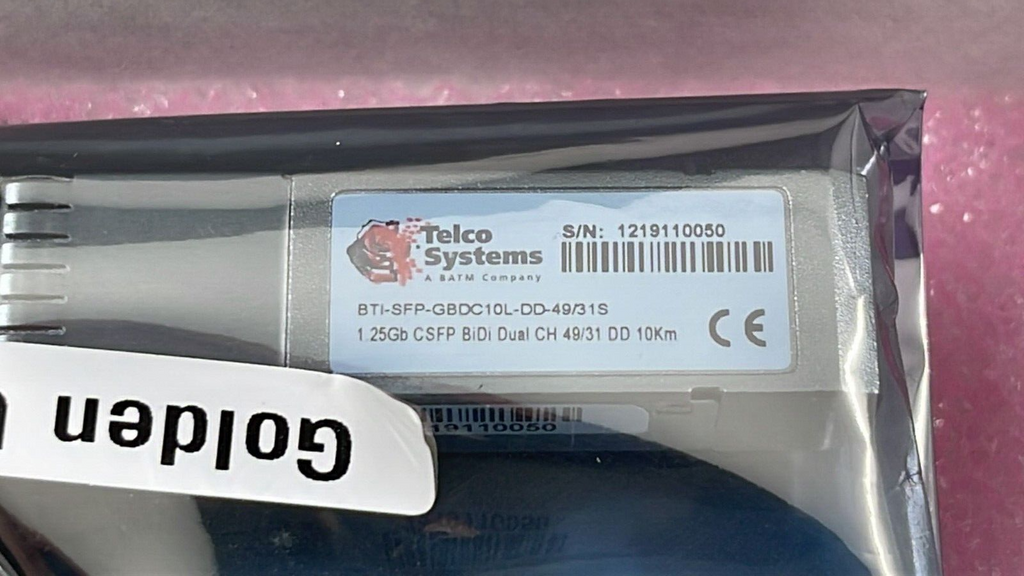 Telco
Systems
A BATM Company
S/N: 1219110050
BTI-SFP-GBDC10L-DD-49/31S
1.25Gb CSFP BiDi Dual CH 49/31 DD 10Km
CE
19110050
Golden